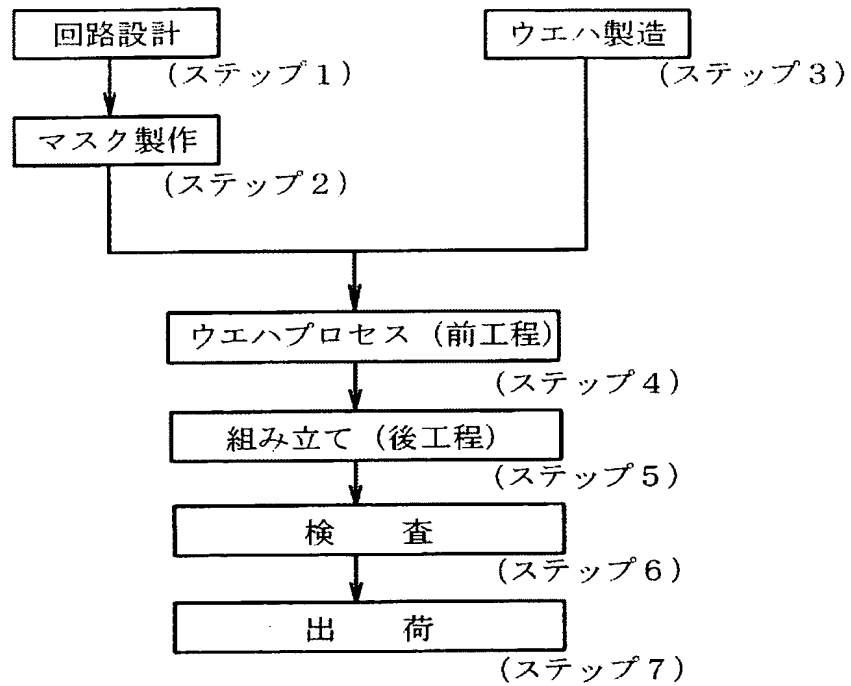 回路設計
(ステップ1)
マスク製作
(ステップ2)
ウエハ製造
(ステップ3)
ウエハプロセス (前工程)
(ステップ4)
組み立て (後工程)
(ステップ5)
検　査
(ステップ6)
出　荷
(ステップ7)